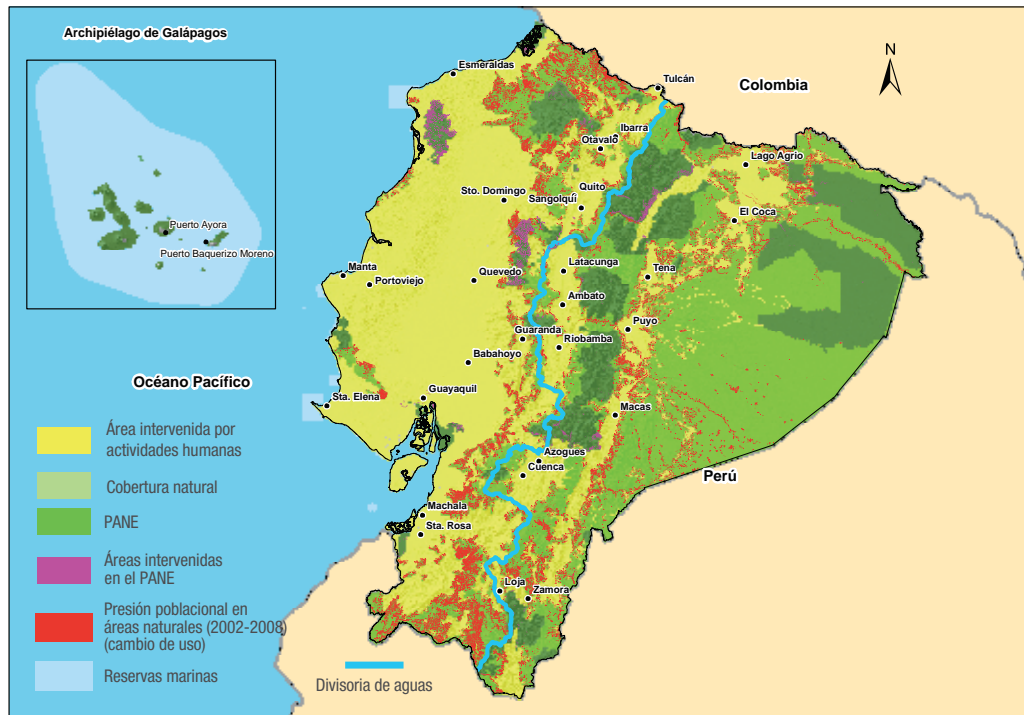 Archipiélago de Galápagos
Puerto Ayora
Puerto Baquerizo Moreno
Esmeraldas
Tulcán
Colombia
N
Ibarra
Otavalo
Lago Agrio
Sto. Domingo
Quito
Sangolquí
El Coca
Manta
Portoviejo
Quevedo
Latacunga
Tena
Ambato
Guaranda
Puyo
Riobamba
Babahoyo
Océano Pacífico
Sta. Elena
Guayaquil
Macas
Azogues
Cuenca
Perú
Machala
Sta. Rosa
Loja
Zamora
Área intervenida por
actividades humanas
Cobertura natural
PANE
Áreas intervenidas
en el PANE
Presión poblacional en
áreas naturales (2002-2008)
(cambio de uso)
Reservas marinas
Divisoria de aguas